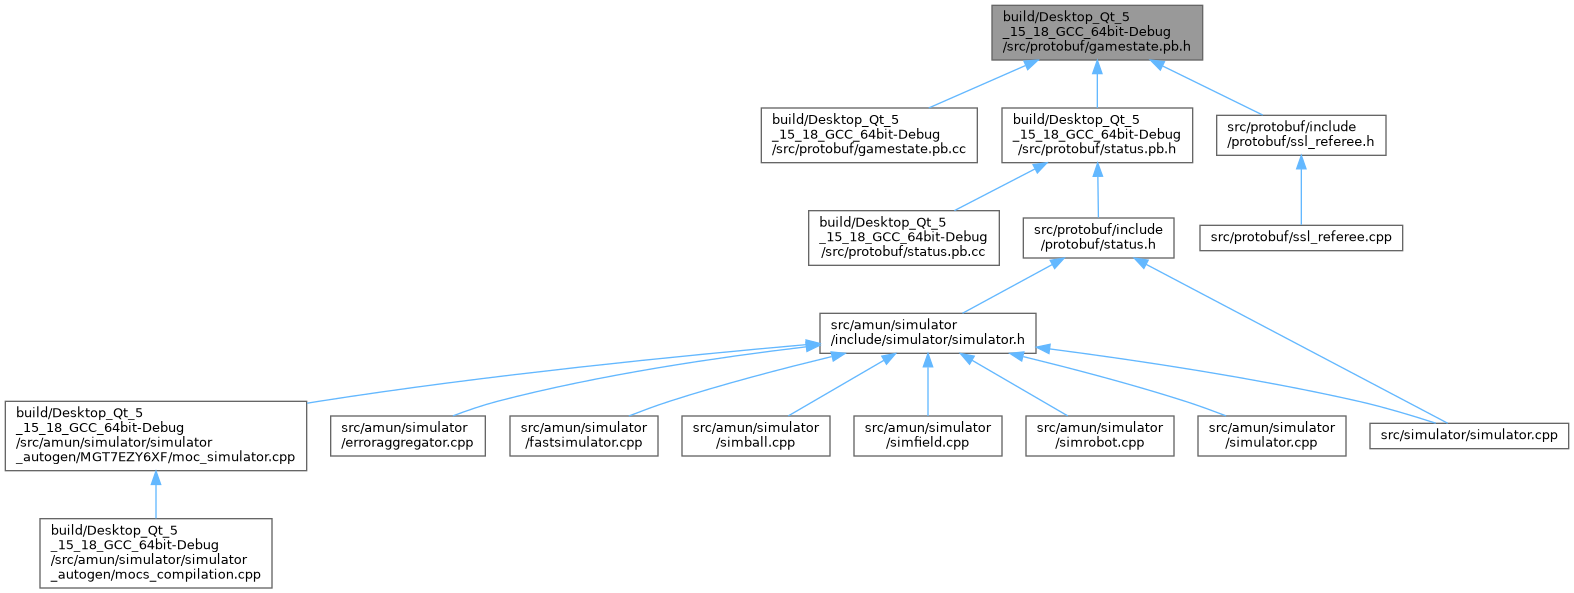 build/Desktop_Qt_5
_15_18_GCC_64bit-Debug
/src/protobuf/gamestate.pb.h
build/Desktop_Qt_5
_15_18_GCC_64bit-Debug
/src/protobuf/gamestate.pb.cc
build/Desktop_Qt_5
_15_18_GCC_64bit-Debug
/src/protobuf/status.pb.h
src/protobuf/include
/protobuf/ssl_referee.h
build/Desktop_Qt_5
_15_18_GCC_64bit-Debug
/src/protobuf/status.pb.cc
src/protobuf/include
/protobuf/status.h
src/protobuf/ssl_referee.cpp
src/amun/simulator
/include/simulator/simulator.h
build/Desktop_Qt_5
_15_18_GCC_64bit-Debug
/src/amun/simulator/simulator
_autogen/MGT7EZY6XF/moc_simulator.cpp
src/amun/simulator
/erroraggregator.cpp
src/amun/simulator
/fastsimulator.cpp
src/amun/simulator
/simball.cpp
src/amun/simulator
/simfield.cpp
src/amun/simulator
/simrobot.cpp
src/amun/simulator
/simulator.cpp
src/simulator/simulator.cpp
build/Desktop_Qt_5
_15_18_GCC_64bit-Debug
/src/amun/simulator/simulator
_autogen/mocs_compilation.cpp